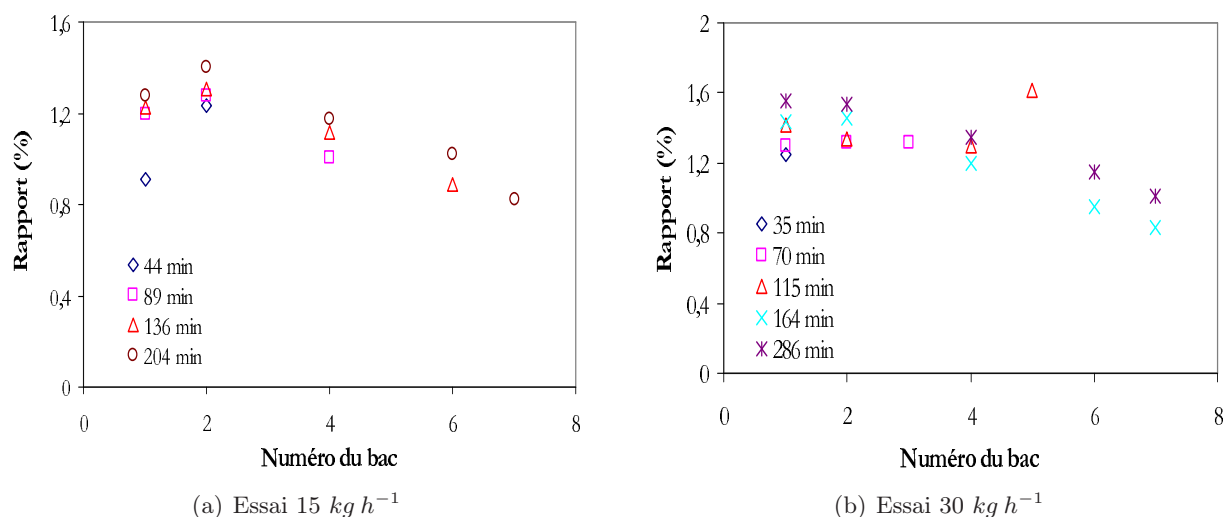 1,6
1,2
0,8
0,4
0
Rapport (%)
44 min
89 min
136 min
204 min
0 2 4 6 8
Numéro du bac
(a) Essai 15 kg h⁻¹
2
1,6
1,2
0,8
0,4
0
Rapport (%)
35 min
70 min
115 min
164 min
286 min
0 2 4 6 8
Numéro du bac
(b) Essai 30 kg h⁻¹